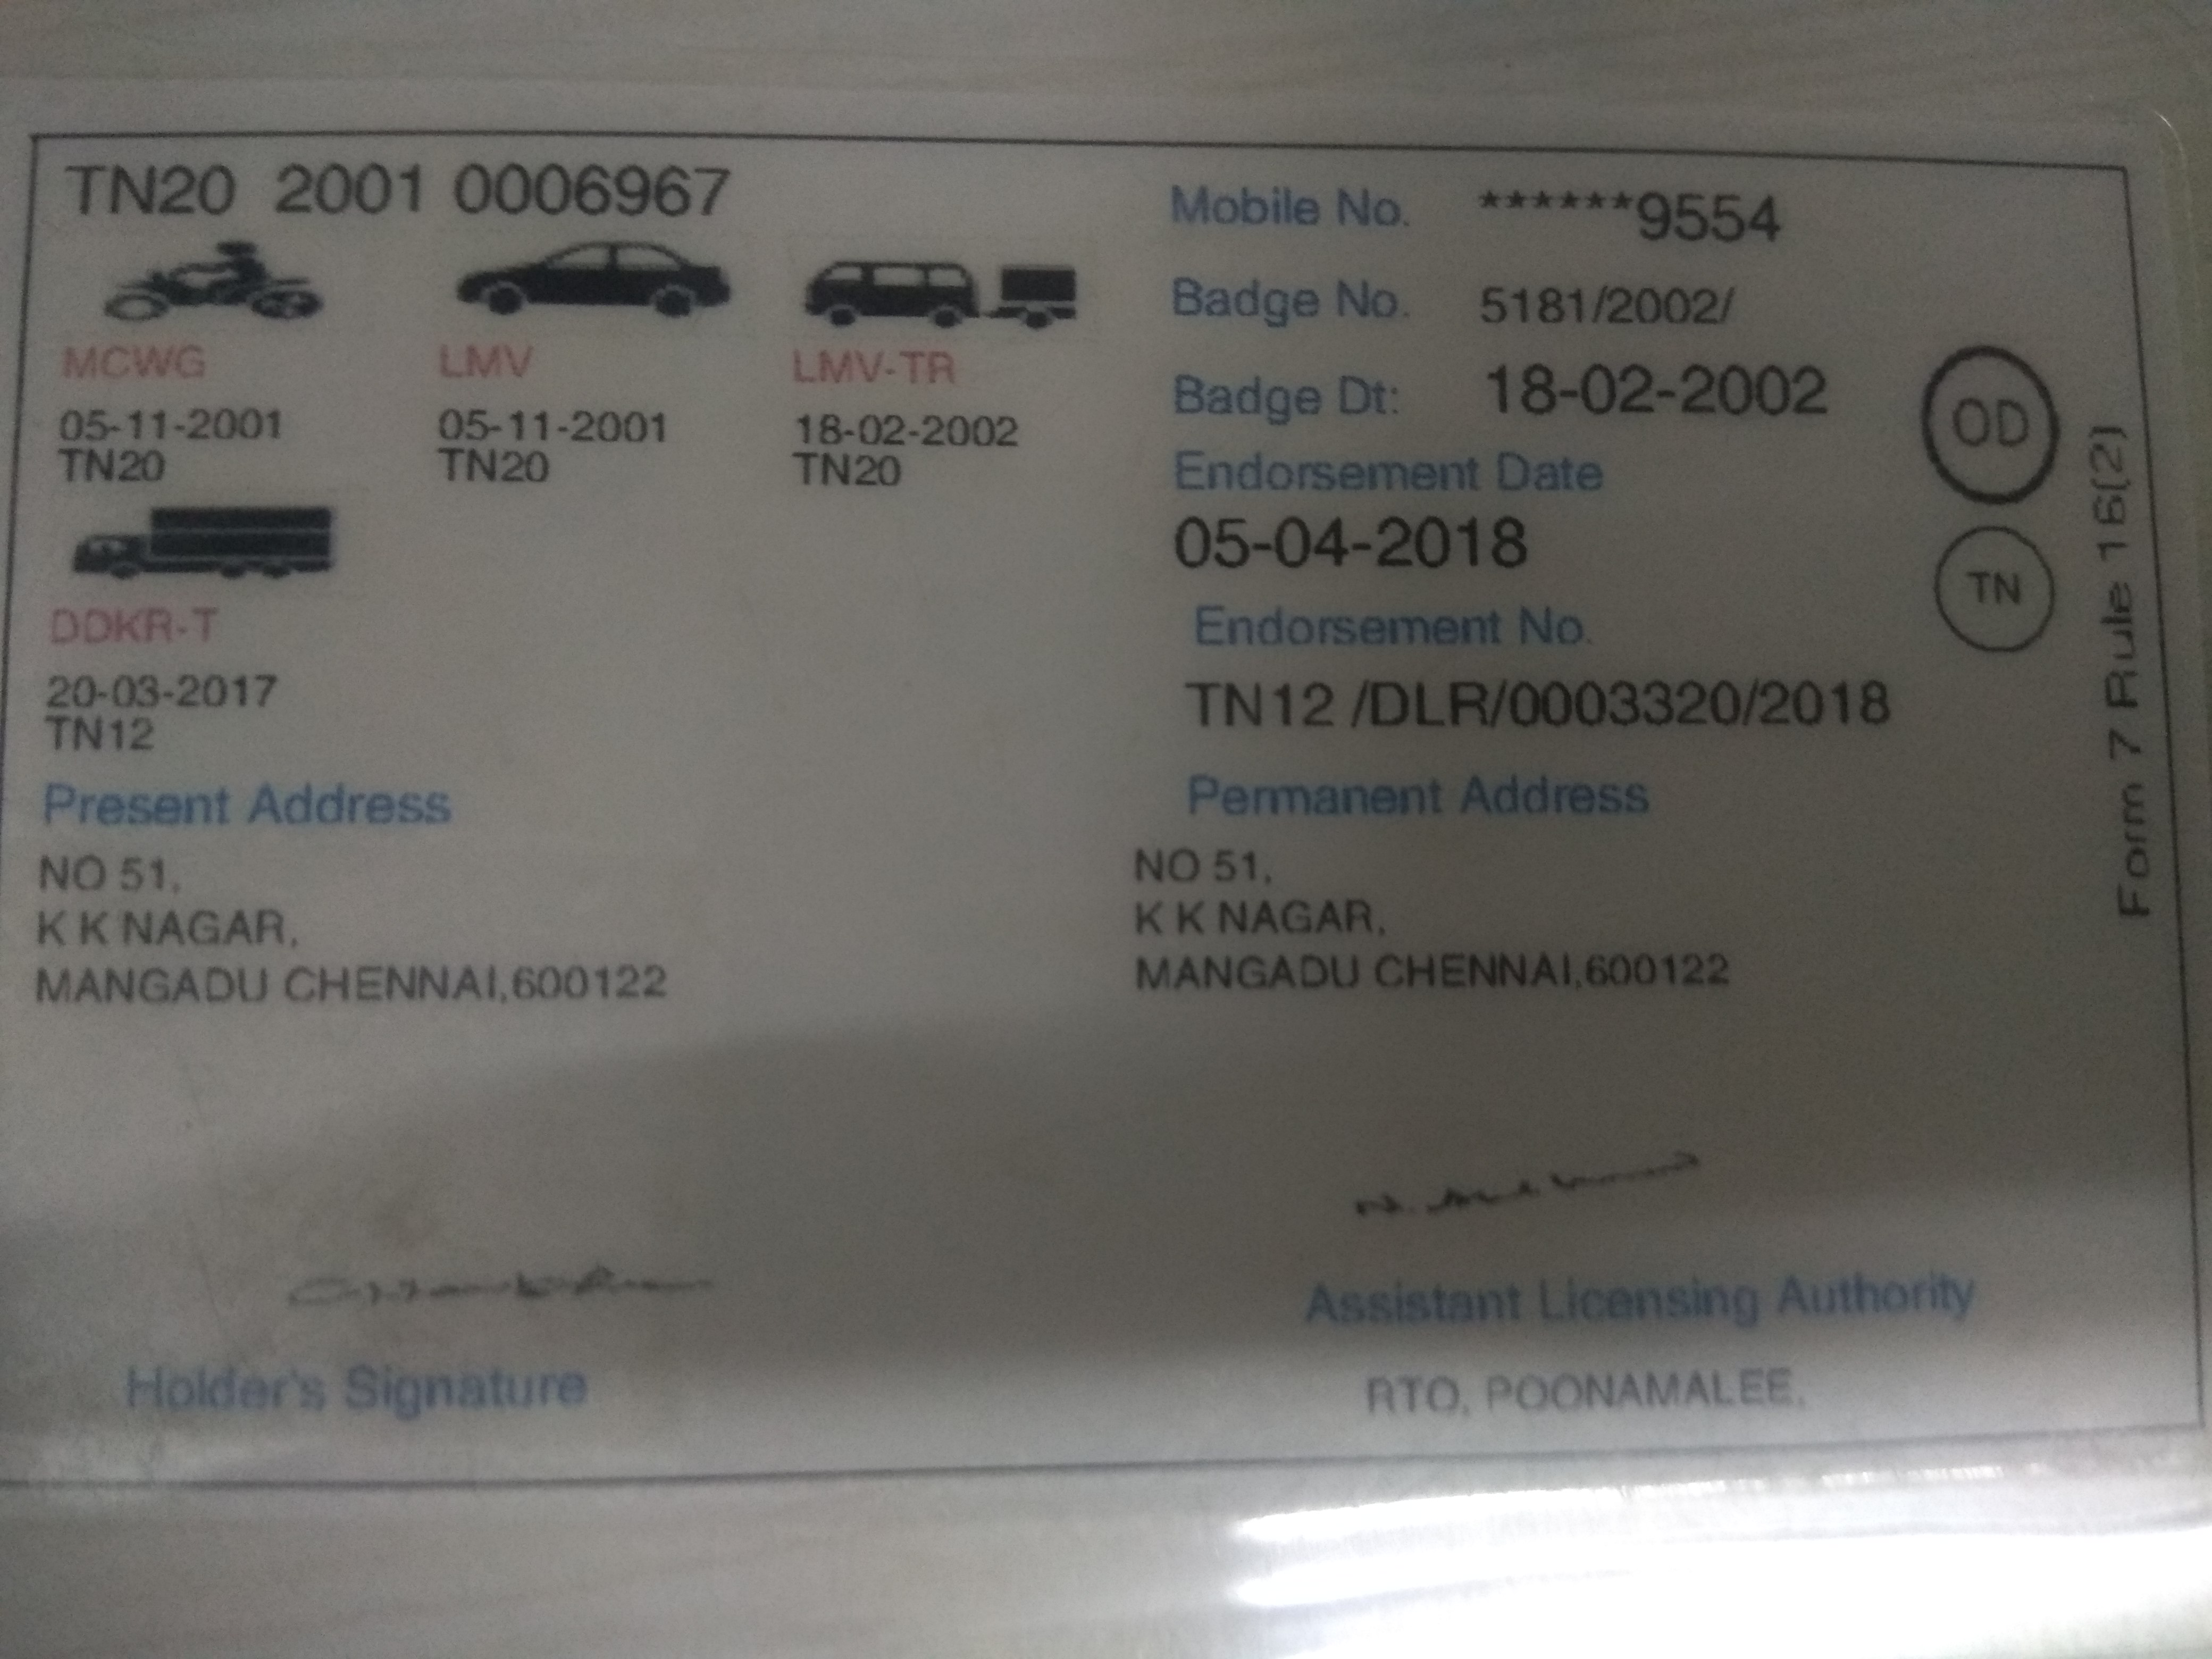 TN20 2001 0006967
MCWG LMV LMV-TR
05-11-2001 05-11-2001 18-02-2002
TN20 TN20 TN20
DDKR-T
20-03-2017
TN12
Mobile No. ******9554
Badge No. 5181/2002/
Badge Dt: 18-02-2002
Endorsement Date
05-04-2018
Endorsement No.
TN12 /DLR/0003320/2018
OD
TN
Form 7 Rule 16(2)
Present Address
NO 51,
K K NAGAR,
MANGADU CHENNAI,600122
Permanent Address
NO 51,
K K NAGAR,
MANGADU CHENNAI,600122
Holder's Signature
Assistant Licensing Authority
RTO, POONAMALEE,